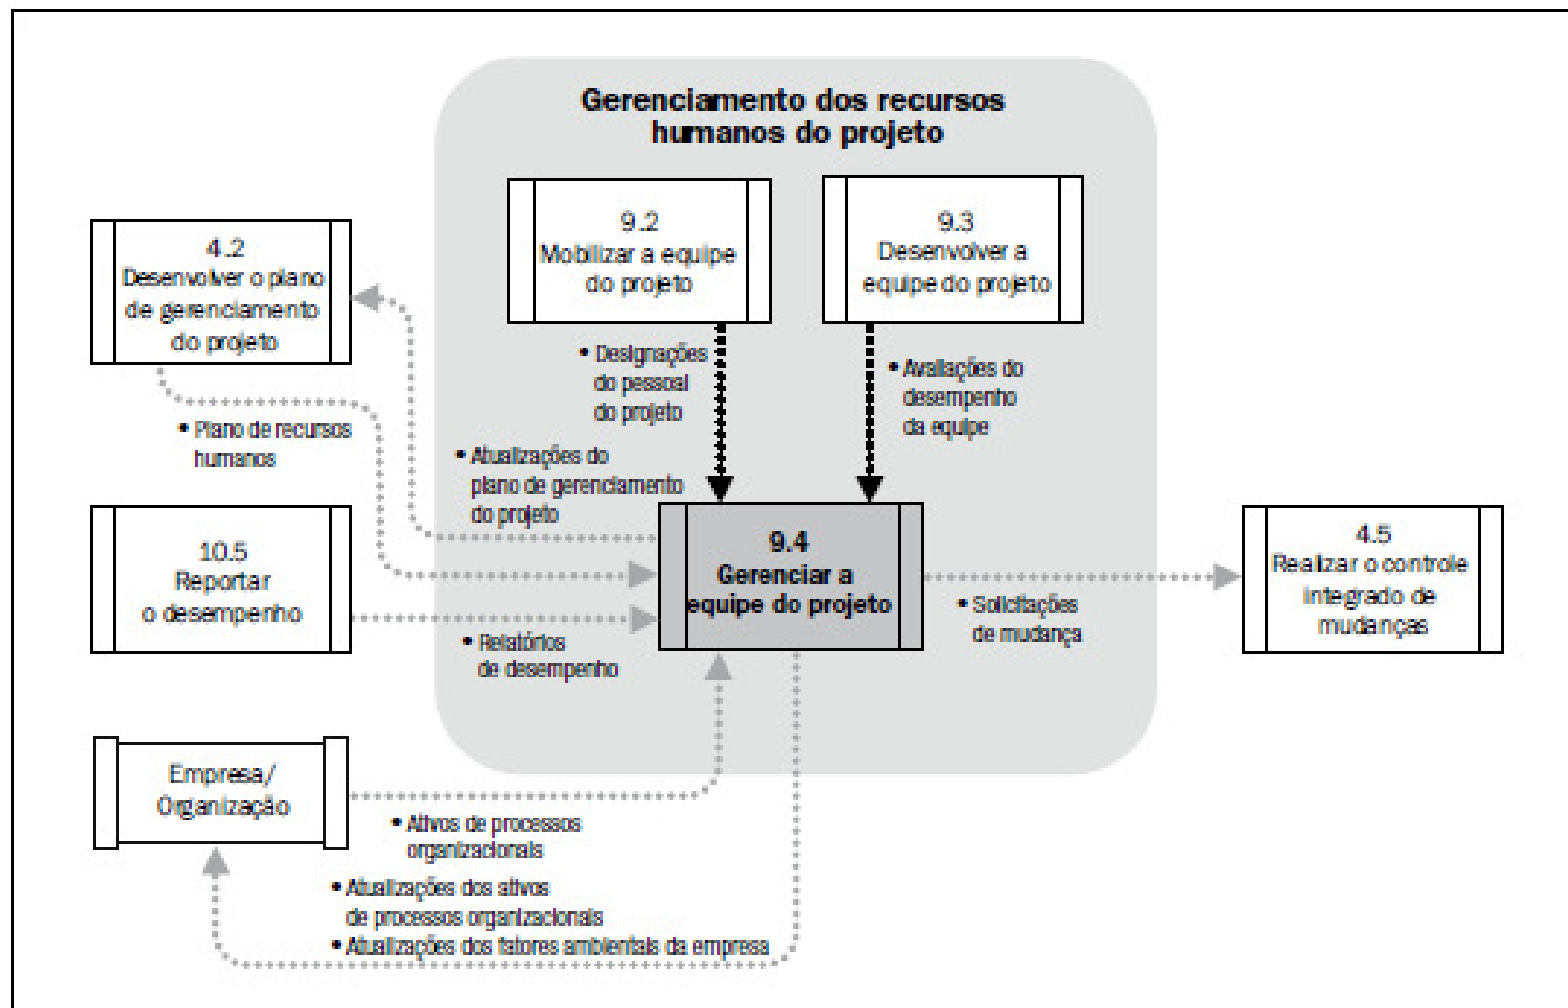 Gerenciamento dos recursos
humanos do projeto
9.2
Mobilizar a equipe
do projeto
9.3
Desenvolver a
equipe do projeto
4.2
Desenvolver o plano
de gerenciamento
do projeto
• Designações
do pessoal
do projeto
• Avaliações do
desempenho
da equipe
• Plano de recursos
humanos
• Atualizações do
plano de gerenciamento
do projeto
10.5
Reportar
o desempenho
9.4
Gerenciar a
equipe do projeto
4.5
Realizar o controle
integrado de
mudanças
• Solicitações
de mudança
• Relatórios
de desempenho
Empresa/
Organização
• Ativos de processos
organizacionais
• Atualizações dos ativos
de processos organizacionais
• Atualizações dos fatores ambientais da empresa